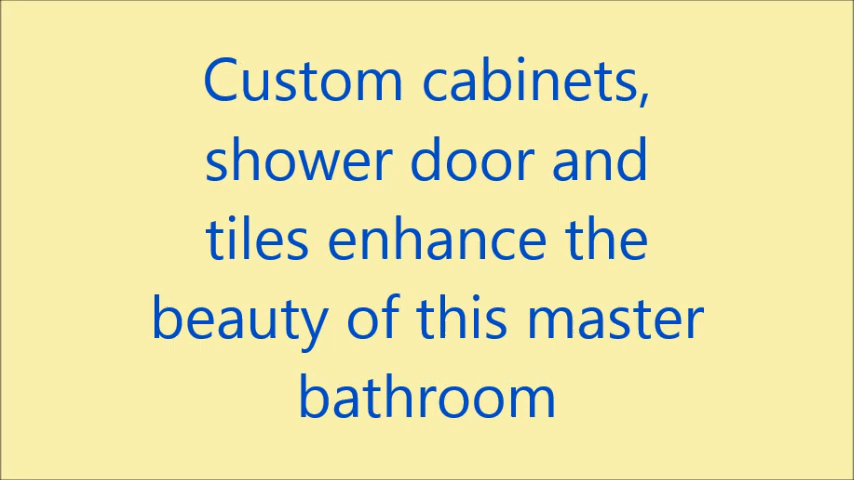 Custom cabinets,
shower door and
tiles enhance the
beauty of this master
bathroom